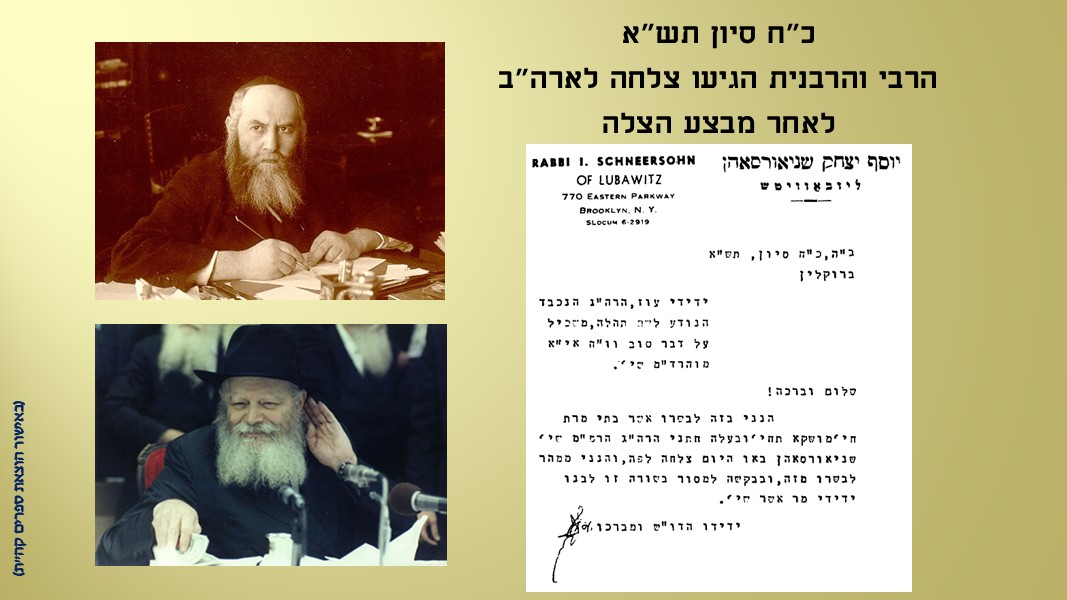 כ״ח סיון תש״א
הרבי והרבנית הגיעו צלחה לארה״ב
לאחר מבצע הצלה
RABBI I. SCHNEERSOHN
OF LUBAWITZ
770 EASTERN PARKWAY
BROOKLYN, N. Y.
SLOCUM 6-2919
יוסף יצחק שניאורסאהן
ליובאוויטש
ב"ה,כ"ח סיון, תש"א
ברוקלין
ידידי עוז,הרה"ג הנכבד
הנודע לשם תהלה,משכיל
על דבר טוב וו"ח אי"א
מוהרד"מ שי'.
שלום וברכה!
הנני בזה לבשרו אשר בתי מרת
חי'מושקא תחי'ובעלה חתני הרה"ג הרמ"מ שי'
שניאורסאהן באו היום צלחה לפה,והנני ממהר
לבשרו מזה,ובבקשה למסור בשורה זו לבנו
ידידי מר אשר שי'.
ידידו הדו"ש ומברכו
(באישור הוצאת ספרים קה״ת)